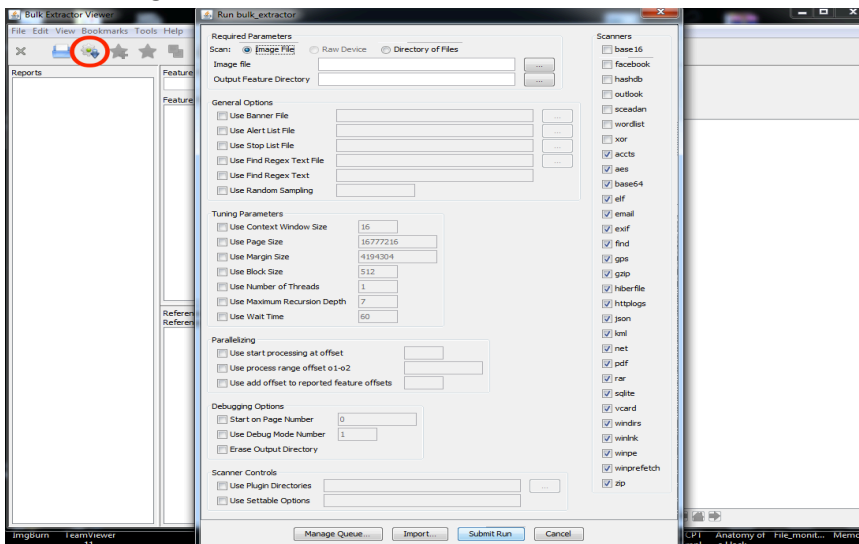 Bulk Extractor Viewer
File Edit View Bookmarks Tools Help
Reports
Feature
Feature
Referen
Referen
Run bulk_extractor
Required Parameters
Scan: Image File Raw Device Directory of Files
Image file ...
Output Feature Directory ...
General Options
Use Banner File ...
Use Alert List File ...
Use Stop List File ...
Use Find Regex Text File ...
Use Find Regex Text
Use Random Sampling
Tuning Parameters
Use Context Window Size 16
Use Page Size 16777216
Use Margin Size 4194304
Use Block Size 512
Use Number of Threads 1
Use Maximum Recursion Depth 7
Use Wait Time 60
Parallelizing
Use start processing at offset
Use process range offset o1-o2
Use add offset to reported feature offsets
Debugging Options
Start on Page Number 0
Use Debug Mode Number 1
Erase Output Directory
Scanner Controls
Use Plugin Directories ...
Use Settable Options
Manage Queue... Import... Submit Run Cancel
Scanners
base16
facebook
hashdb
outlook
sceadan
wordlist
xor
accts
aes
base64
elf
email
exif
find
gps
gzip
hiberfile
httplogs
json
kml
net
pdf
rar
sqlite
vcard
windirs
winlnk
winpe
winprefetch
zip
ImgBurn TeamViewer
CPT Anatomy of File_monit... Memo